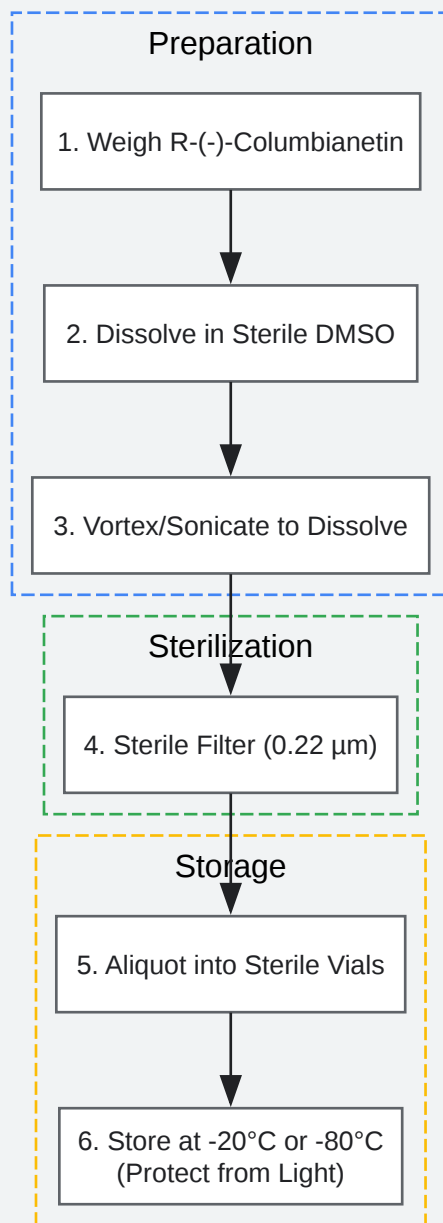 Preparation
1. Weigh R-(-)-Columbianetin
2. Dissolve in Sterile DMSO
3. Vortex/Sonicate to Dissolve
Sterilization
4. Sterile Filter (0.22 µm)
Storage
5. Aliquot into Sterile Vials
6. Store at -20°C or -80°C
(Protect from Light)